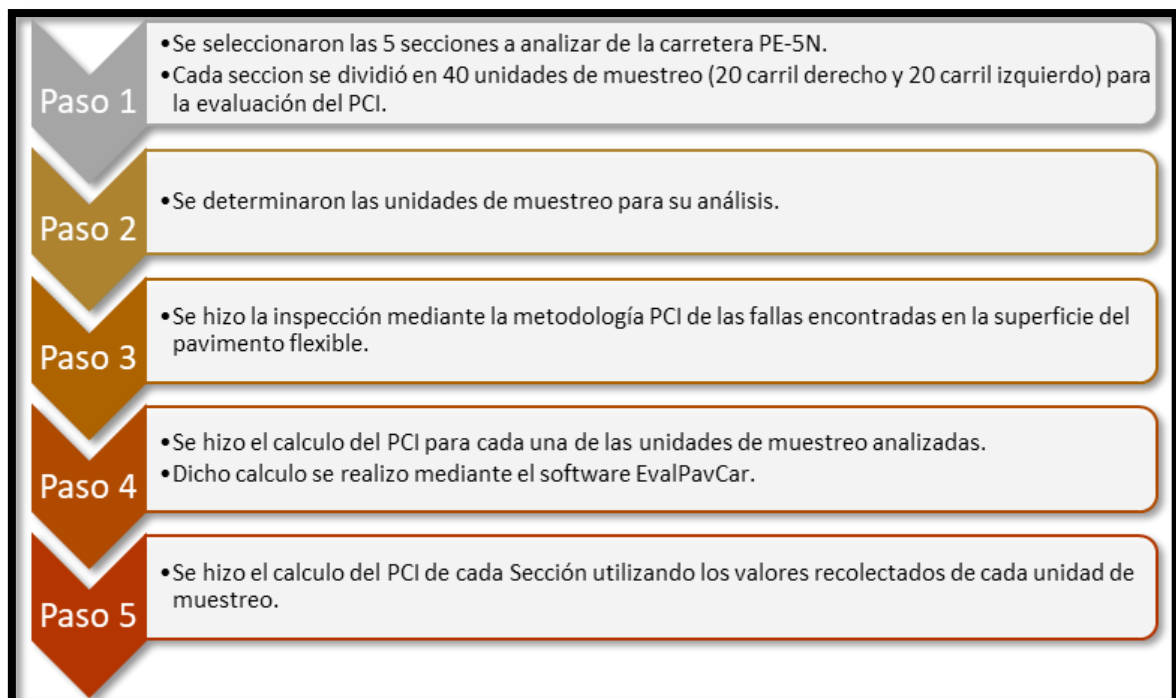 Paso 1
•Se seleccionaron las 5 secciones a analizar de la carretera PE-5N.
•Cada seccion se dividió en 40 unidades de muestreo (20 carril derecho y 20 carril izquierdo) para
la evaluación del PCI.
Paso 2
•Se determinaron las unidades de muestreo para su análisis.
Paso 3
•Se hizo la inspección mediante la metodología PCI de las fallas encontradas en la superficie del
pavimento flexible.
Paso 4
•Se hizo el calculo del PCI para cada una de las unidades de muestreo analizadas.
•Dicho calculo se realizo mediante el software EvalPavCar.
Paso 5
•Se hizo el calculo del PCI de cada Sección utilizando los valores recolectados de cada unidad de
muestreo.